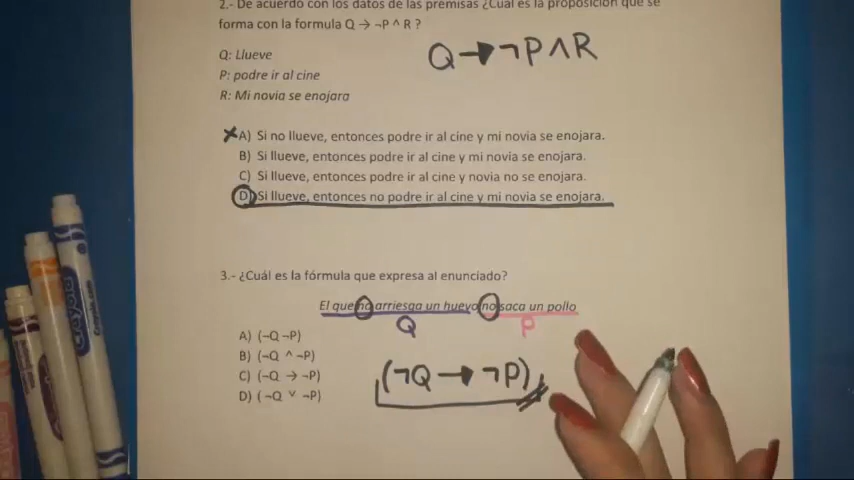 2.- De acuerdo con los datos de las premisas ¿Cuál es la proposición que se
forma con la formula Q → ¬P ^ R ?
Q → ¬P ∧ R
Q: Llueve
P: podre ir al cine
R: Mi novia se enojara
A) Si no llueve, entonces podre ir al cine y mi novia se enojara.
B) Si llueve, entonces podre ir al cine y mi novia se enojara.
C) Si llueve, entonces podre ir al cine y novia no se enojara.
D) Si llueve, entonces no podre ir al cine y mi novia se enojara.
3.- ¿Cuál es la fórmula que expresa al enunciado?
El que no arriesga un huevo no saca un pollo
Q P
A) (¬Q ¬P)
B) (¬Q ^ ¬P)
C) (¬Q → ¬P)
D) (¬Q ˅ ¬P)
(¬Q → ¬P)
Crayola